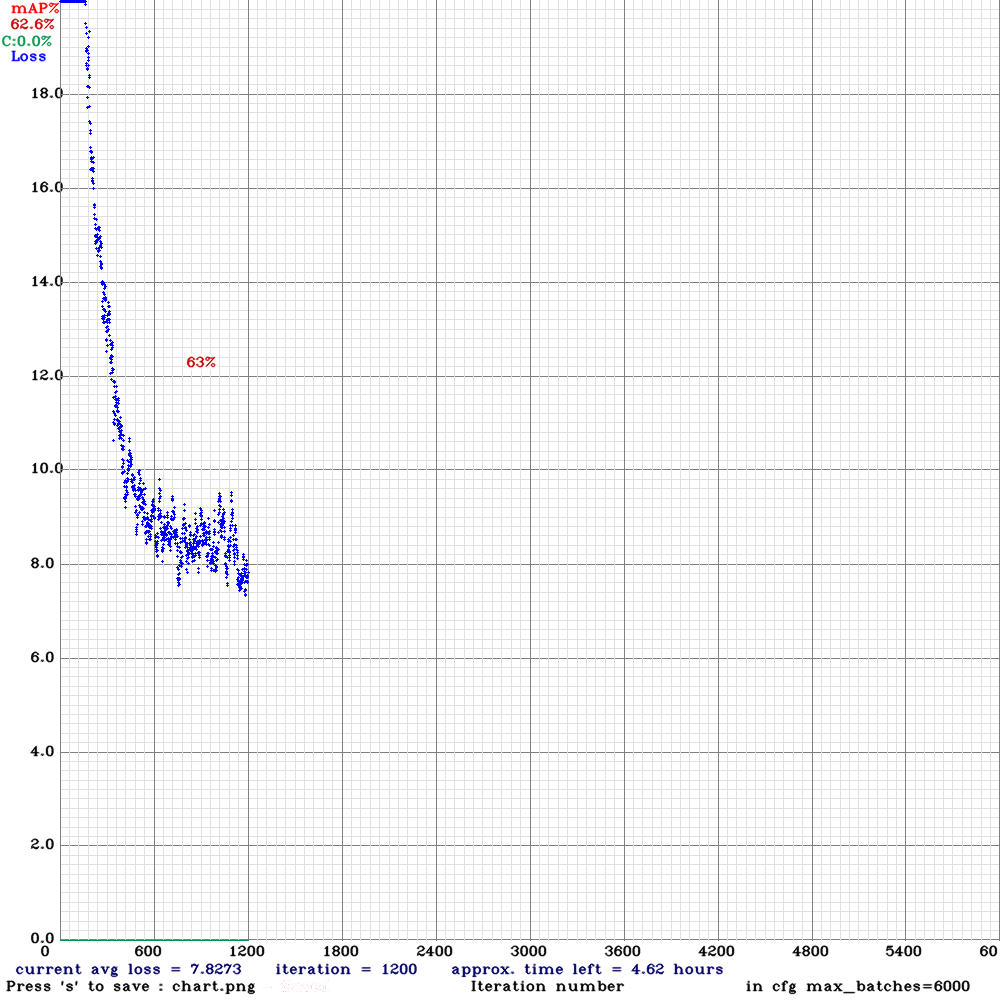 mAP%
62.6%
C:0.0%
Loss
18.0
16.0
14.0
63%
12.0
10.0
8.0
6.0
4.0
2.0
0.0
0 600 1200 1800 2400 3000 3600 4200 4800 5400 60
current avg loss = 7.8273 iteration = 1200 approx. time left = 4.62 hours
Press 's' to save : chart.png Iteration number in cfg max_batches=6000